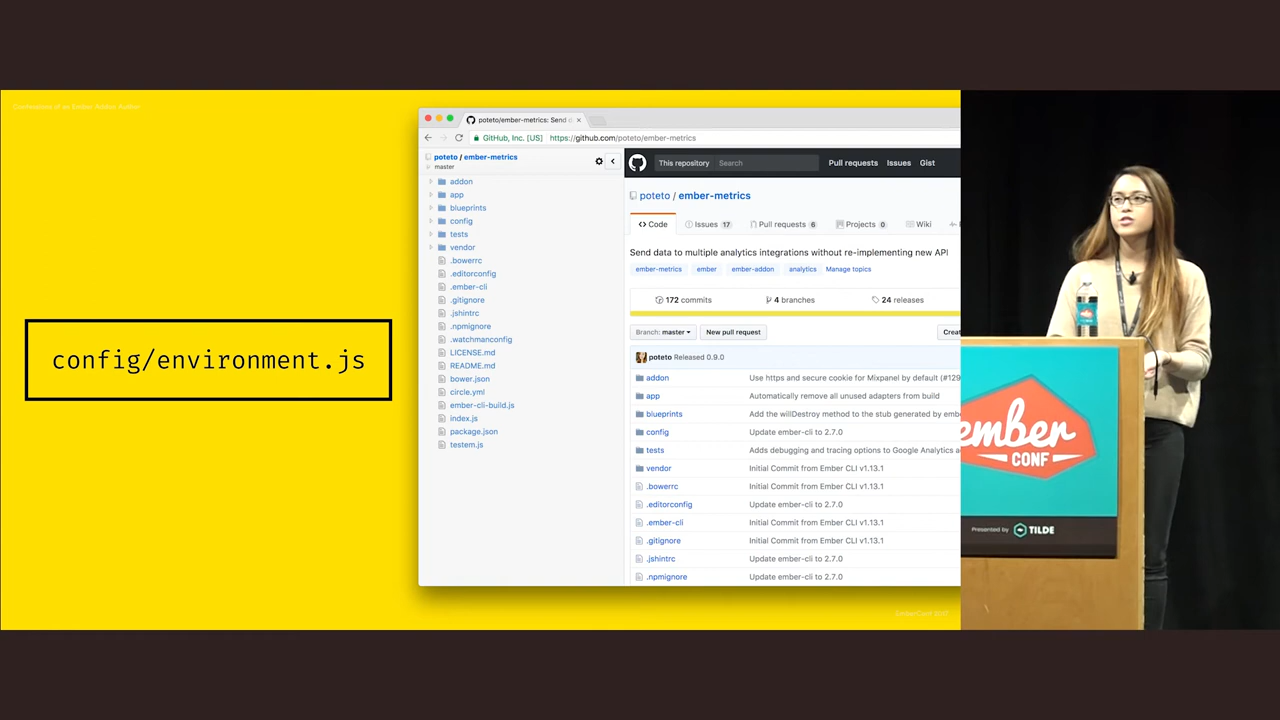 Confessions of an Ember Addon Author
config/environment.js
poteto/ember-metrics: Send d
GitHub, Inc. [US] https://github.com/poteto/ember-metrics
poteto / ember-metrics
master
addon
app
blueprints
config
tests
vendor
.bowerrc
.editorconfig
.ember-cli
.gitignore
.jshintrc
.npmignore
.watchmanconfig
LICENSE.md
README.md
bower.json
circle.yml
ember-cli-build.js
index.js
package.json
testem.js
This repository Search Pull requests Issues Gist
poteto / ember-metrics
Code Issues 17 Pull requests 6 Projects 0 Wiki
Send data to multiple analytics integrations without re-implementing new API
ember-metrics ember ember-addon analytics Manage topics
172 commits 4 branches 24 releases
Branch: master New pull request Creat
poteto Released 0.9.0
addon Use https and secure cookie for Mixpanel by default (#129
app Automatically remove all unused adapters from build
blueprints Add the willDestroy method to the stub generated by embe
config Update ember-cli to 2.7.0
tests Adds debugging and tracing options to Google Analytics a
vendor Initial Commit from Ember CLI v1.13.1
.bowerrc Initial Commit from Ember CLI v1.13.1
.editorconfig Update ember-cli to 2.7.0
.ember-cli Initial Commit from Ember CLI v1.13.1
.gitignore Initial Commit from Ember CLI v1.13.1
.jshintrc Update ember-cli to 2.7.0
.npmignore Update ember-cli to 2.7.0
EmberConf 2017
ember
CONF
Presented by TILDE